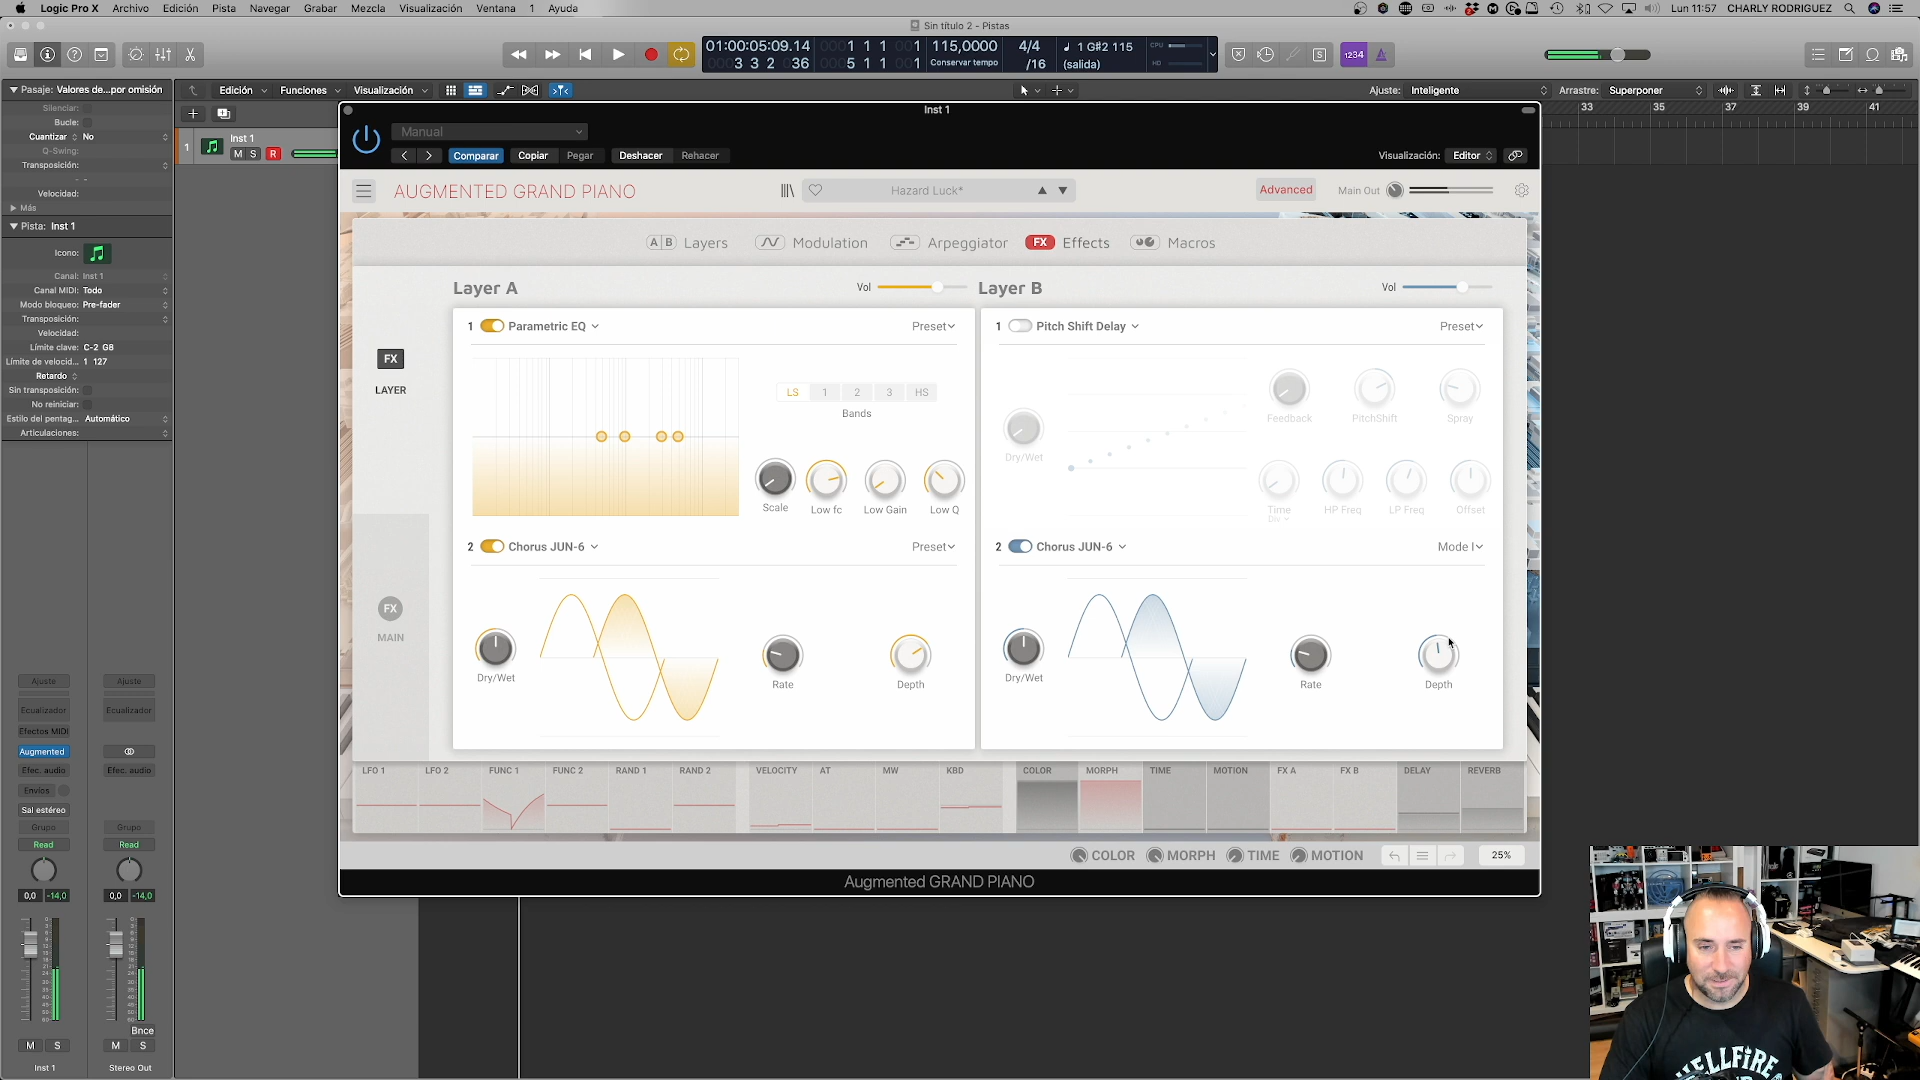 Logic Pro X Archivo Edición Pista Navegar Grabar Mezcla Visualización Ventana 1 Ayuda
Lun 11:57 CHARLY RODRIGUEZ
Sin título 2 - Pistas
01:00:05:09.14
3 3 2 36
1 1 1 1
5 1 1 1
115,0000
Conservar tempo
4/4
/16
1 G#2 115
(salida)
CPU
HD
S
1234
Pasaje: Valores de...por omisión
Silenciar:
Bucle:
Cuantizar No
Q-Swing:
Transposición:
Velocidad:
Más
Pista: Inst 1
Icono:
Canal: Inst 1
Canal MIDI: Todo
Modo bloqueo: Pre-fader
Transposición:
Velocidad:
Límite clave: C-2 G8
Límite de velocid... 1 127
Retardo
Sin transposición:
No reiniciar:
Estilo del pentag... Automático
Articulaciones:
Edición Funciones Visualización
Ajuste: Inteligente
Arrastre: Superponer
33 35 37 39 41
1 Inst 1
M S R
Inst 1
Manual
Comparar Copiar Pegar Deshacer Rehacer
Visualización: Editor
AUGMENTED GRAND PIANO
Hazard Luck*
Advanced
Main Out
A B Layers
Modulation
Arpeggiator
FX Effects
Macros
FX
LAYER
FX
MAIN
Layer A
Vol
1 Parametric EQ
Preset
LS 1 2 3 HS
Bands
Scale Low fc Low Gain Low Q
2 Chorus JUN-6
Preset
Dry/Wet Rate Depth
Layer B
Vol
1 Pitch Shift Delay
Preset
Dry/Wet
Feedback PitchShift Spray
Time HP Freq LP Freq Offset
Div
2 Chorus JUN-6
Mode I
Dry/Wet Rate Depth
LFO 1 LFO 2 FUNC 1 FUNC 2 RAND 1 RAND 2 VELOCITY AT MW KBD COLOR MORPH TIME MOTION FX A FX B DELAY REVERB
COLOR MORPH TIME MOTION
25%
Augmented GRAND PIANO
Ajuste Ajuste
Ecualizador Ecualizador
Efectos MIDI
Augmented
Efec. audio Efec. audio
Envíos
Sal estéreo
Grupo Grupo
Read Read
0,0 -14,0 0,0 -14,0
Bnce
M S M S
Inst 1 Stereo Out
HELLFIRE